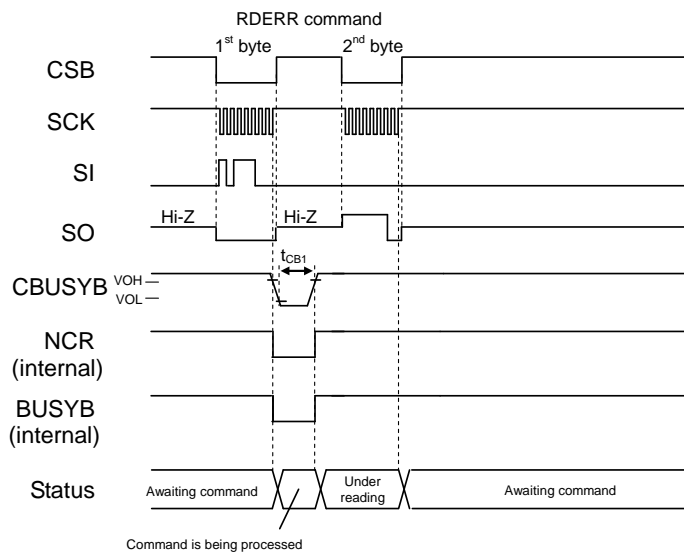 RDERR command
1st byte
2nd byte
CSB
SCK
SI
SO
Hi-Z
Hi-Z
tCB1
CBUSYB
VOH
VOL
NCR
(internal)
BUSYB
(internal)
Status
Awaiting command
Under
reading
Awaiting command
Command is being processed